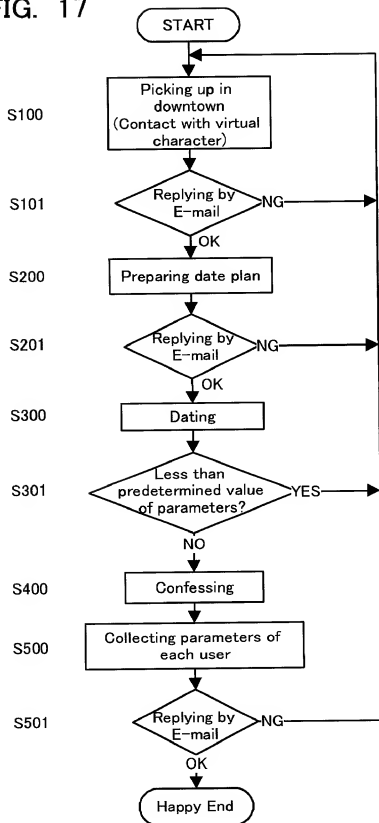 FIG. 17
START
S100
Picking up in
downtown
(Contact with virtual
character)
S101
Replying by
E-mail
NG
OK
S200
Preparing date plan
S201
Replying by
E-mail
NG
OK
S300
Dating
S301
Less than
predetermined value
of parameters?
YES
NO
S400
Confessing
S500
Collecting parameters of
each user
S501
Replying by
E-mail
NG
OK
Happy End